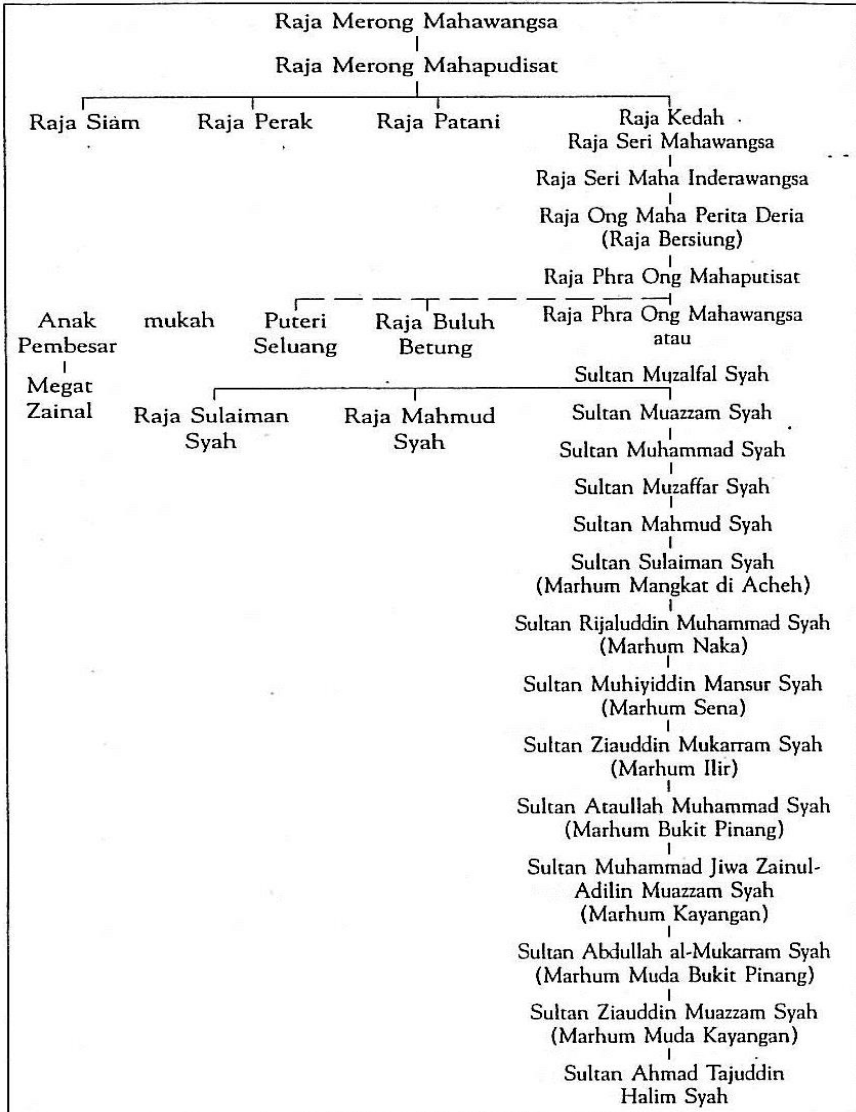 Raja Merong Mahawangsa
Raja Merong Mahapudisat
Raja Siam Raja Perak Raja Patani Raja Kedah
Raja Seri Mahawangsa
Raja Seri Maha Inderawangsa
Raja Ong Maha Perita Deria
(Raja Bersiung)
Raja Phra Ong Mahaputisat
Anak
Pembesar
mukah
Puteri
Seluang
Raja Buluh
Betung
Raja Phra Ong Mahawangsa
atau
Sultan Muzalfal Syah
Megat
Zainal
Raja Sulaiman
Syah
Raja Mahmud
Syah
Sultan Muazzam Syah
Sultan Muhammad Syah
Sultan Muzaffar Syah
Sultan Mahmud Syah
Sultan Sulaiman Syah
(Marhum Mangkat di Acheh)
Sultan Rijaluddin Muhammad Syah
(Marhum Naka)
Sultan Muhiyiddin Mansur Syah
(Marhum Sena)
Sultan Ziauddin Mukarram Syah
(Marhum Ilir)
Sultan Ataullah Muhammad Syah
(Marhum Bukit Pinang)
Sultan Muhammad Jiwa Zainul-
Adilin Muazzam Syah
(Marhum Kayangan)
Sultan Abdullah al-Mukarram Syah
(Marhum Muda Bukit Pinang)
Sultan Ziauddin Muazzam Syah
(Marhum Muda Kayangan)
Sultan Ahmad Tajuddin
Halim Syah